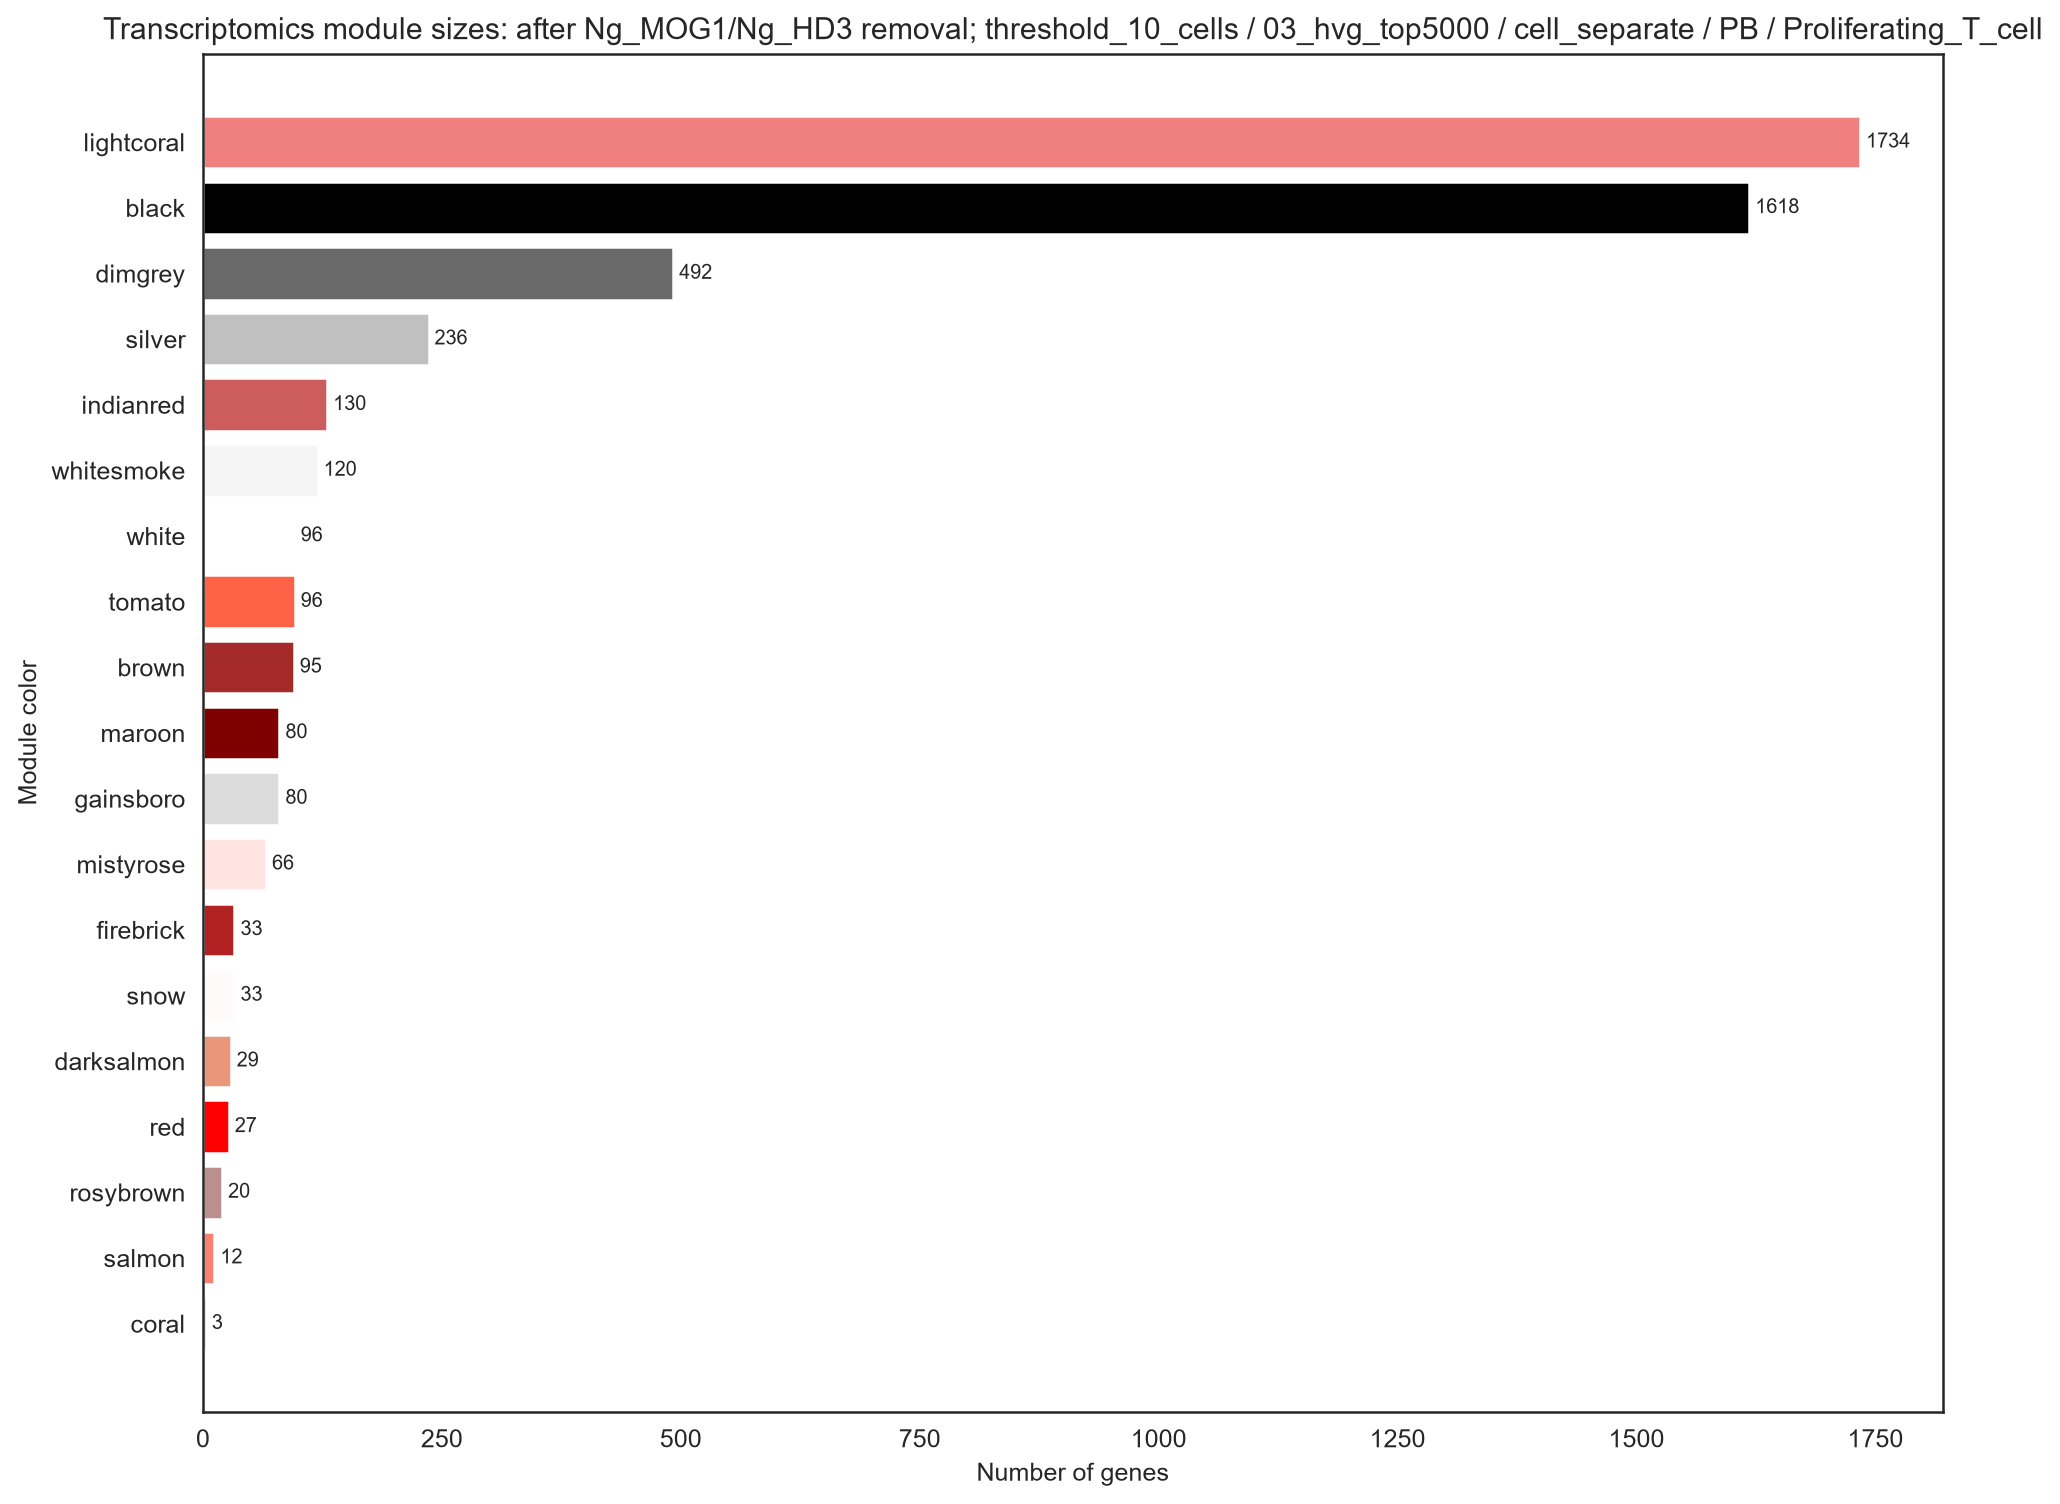 Transcriptomics module sizes: after Ng_MOG1/Ng_HD3 removal; threshold_10_cells / 03_hvg_top5000 / cell_separate / PB / Proliferating_T_cell
Module color
lightcoral 1734
black 1618
dimgrey 492
silver 236
indianred 130
whitesmoke 120
white 96
tomato 96
brown 95
maroon 80
gainsboro 80
mistyrose 66
firebrick 33
snow 33
darksalmon 29
red 27
rosybrown 20
salmon 12
coral 3
0 250 500 750 1000 1250 1500 1750
Number of genes